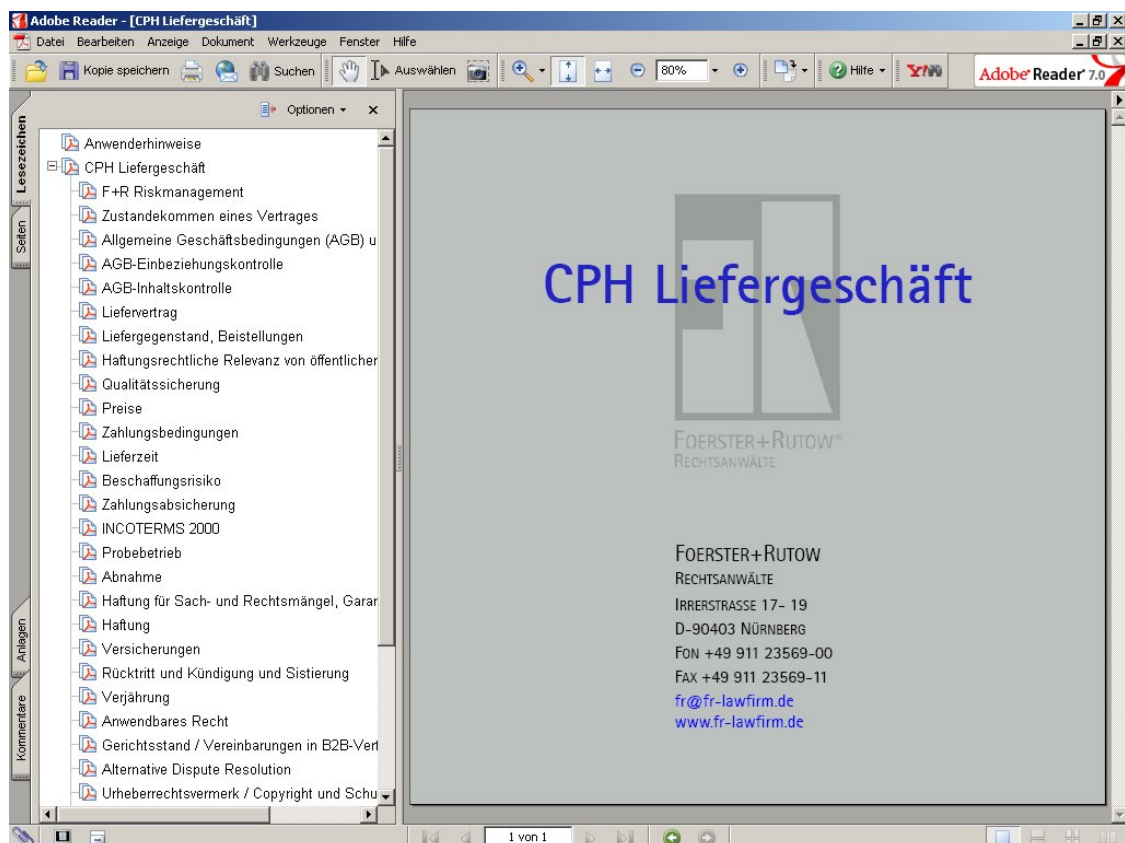 Adobe Reader - [CPH Liefergeschäft]
Datei Bearbeiten Anzeige Dokument Werkzeuge Fenster Hilfe
Kopie speichern Suchen Auswählen 80% Hilfe Y! Adobe Reader 7.0
Optionen x
Lesezeichen
Seiten
Anlagen
Kommentare
Anwenderhinweise
CPH Liefergeschäft
F+R Riskmanagement
Zustandekommen eines Vertrages
Allgemeine Geschäftsbedingungen (AGB) u
AGB-Einbeziehungskontrolle
AGB-Inhaltskontrolle
Liefervertrag
Liefergegenstand, Beistellungen
Haftungsrechtliche Relevanz von öffentlicher
Qualitätssicherung
Preise
Zahlungsbedingungen
Lieferzeit
Beschaffungsrisiko
Zahlungsabsicherung
INCOTERMS 2000
Probebetrieb
Abnahme
Haftung für Sach- und Rechtsmängel, Garar
Haftung
Versicherungen
Rücktritt und Kündigung und Sistierung
Verjährung
Anwendbares Recht
Gerichtsstand / Vereinbarungen in B2B-Vert
Alternative Dispute Resolution
Urheberrechtsvermerk / Copyright und Schu
CPH Liefergeschäft
FOERSTER+RUTOW®
RECHTSANWÄLTE
FOERSTER+RUTOW
RECHTSANWÄLTE
IRRERSTRASSE 17- 19
D-90403 NÜRNBERG
FON +49 911 23569-00
FAX +49 911 23569-11
fr@fr-lawfirm.de
www.fr-lawfirm.de
1 von 1